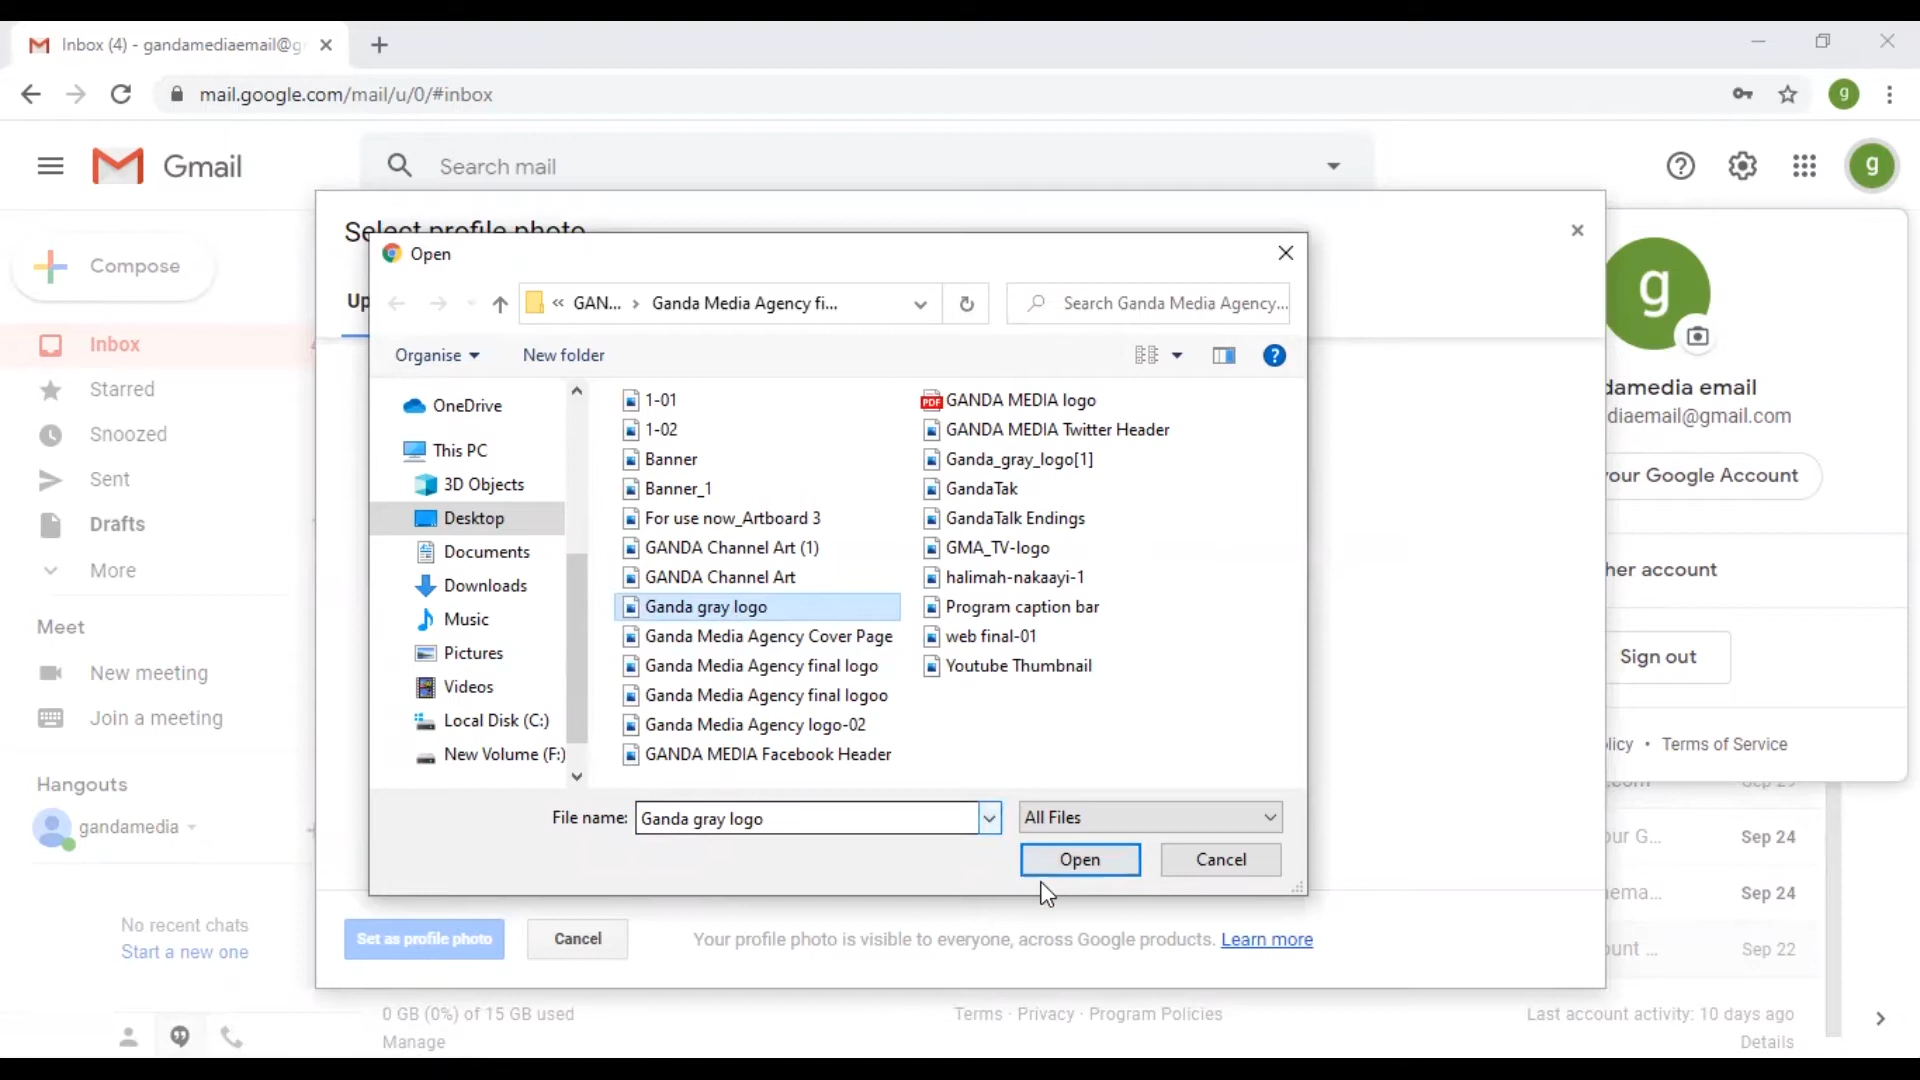 Inbox (4) - gandamediaemail@g
mail.google.com/mail/u/0/#inbox
g
Gmail
Search mail
g
Compose
Inbox
Starred
Snoozed
Sent
Drafts
More
Meet
New meeting
Join a meeting
Hangouts
gandamedia
No recent chats
Start a new one
Select profile photo
Up
Open
« GAN... › Ganda Media Agency fi...
Search Ganda Media Agency...
Organise
New folder
?
OneDrive
This PC
3D Objects
Desktop
Documents
Downloads
Music
Pictures
Videos
Local Disk (C:)
New Volume (F:)
1-01
1-02
Banner
Banner_1
For use now_Artboard 3
GANDA Channel Art (1)
GANDA Channel Art
Ganda gray logo
Ganda Media Agency Cover Page
Ganda Media Agency final logo
Ganda Media Agency final logoo
Ganda Media Agency logo-02
GANDA MEDIA Facebook Header
PDF GANDA MEDIA logo
GANDA MEDIA Twitter Header
Ganda_gray_logo[1]
GandaTak
GandaTalk Endings
GMA_TV-logo
halimah-nakaayi-1
Program caption bar
web final-01
Youtube Thumbnail
File name: Ganda gray logo
All Files
Open
Cancel
Set as profile photo
Cancel
Your profile photo is visible to everyone, across Google products. Learn more
g
damedia email
diaemail@gmail.com
your Google Account
her account
Sign out
licy • Terms of Service
Sep 24
Sep 24
unt ...
Sep 22
0 GB (0%) of 15 GB used
Manage
Terms · Privacy · Program Policies
Last account activity: 10 days ago
Details